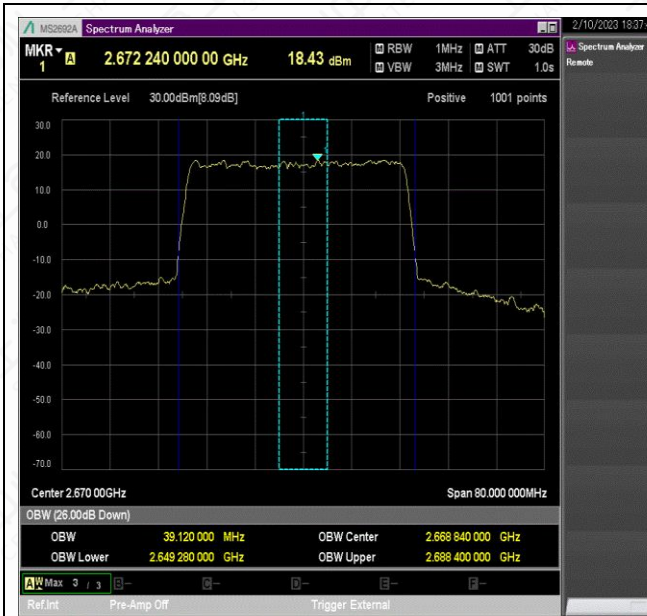 MS2692A Spectrum Analyzer
2/10/2023 18:37:
MKR 1 A 2.672 240 000 00 GHz 18.43 dBm
RBW 1MHz ATT 30dB
VBW 3MHz SWT 1.0s
Spectrum Analyzer
Remote
Reference Level 30.00dBm[8.09dB] Positive 1001 points
30.0
20.0
10.0
0.0
-10.0
-20.0
-30.0
-40.0
-50.0
-60.0
-70.0
Center 2.670 00GHz Span 80.000 000MHz
OBW (26.00dB Down)
OBW 39.120 000 MHz OBW Center 2.668 840 000 GHz
OBW Lower 2.649 280 000 GHz OBW Upper 2.688 400 000 GHz
A W Max 3 / 3 B- C- D- E- F-
Ref.Int Pre-Amp Off Trigger External